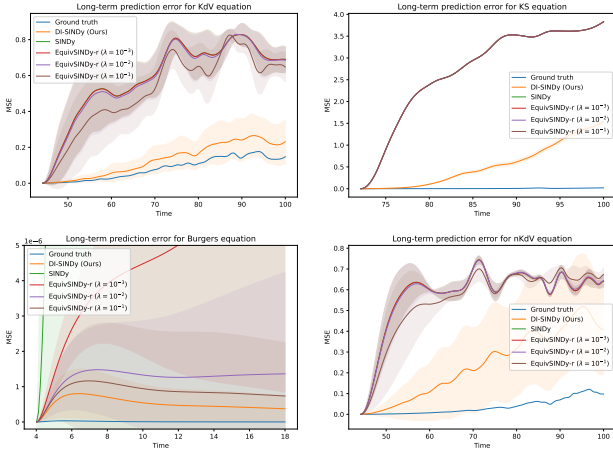 Long-term prediction error for KdV equation
Ground truth
DI-SINDy (Ours)
SINDy
EquivSINDy-r (λ = 10⁻³)
EquivSINDy-r (λ = 10⁻²)
EquivSINDy-r (λ = 10⁻¹)
MSE
0.8
0.6
0.4
0.2
0.0
50 60 70 80 90 100
Time
Long-term prediction error for KS equation
Ground truth
DI-SINDy (Ours)
SINDy
EquivSINDy-r (λ = 10⁻³)
EquivSINDy-r (λ = 10⁻²)
EquivSINDy-r (λ = 10⁻¹)
MSE
4.0
3.5
3.0
2.5
2.0
1.5
1.0
0.5
0.0
75 80 85 90 95 100
Time
Long-term prediction error for Burgers equation
1e−6
Ground truth
DI-SINDy (Ours)
SINDy
EquivSINDy-r (λ = 10⁻³)
EquivSINDy-r (λ = 10⁻²)
EquivSINDy-r (λ = 10⁻¹)
MSE
5
4
3
2
1
0
4 6 8 10 12 14 16 18
Time
Long-term prediction error for nKdV equation
Ground truth
DI-SINDy (Ours)
SINDy
EquivSINDy-r (λ = 10⁻³)
EquivSINDy-r (λ = 10⁻²)
EquivSINDy-r (λ = 10⁻¹)
MSE
0.8
0.7
0.6
0.5
0.4
0.3
0.2
0.1
0.0
50 60 70 80 90 100
Time